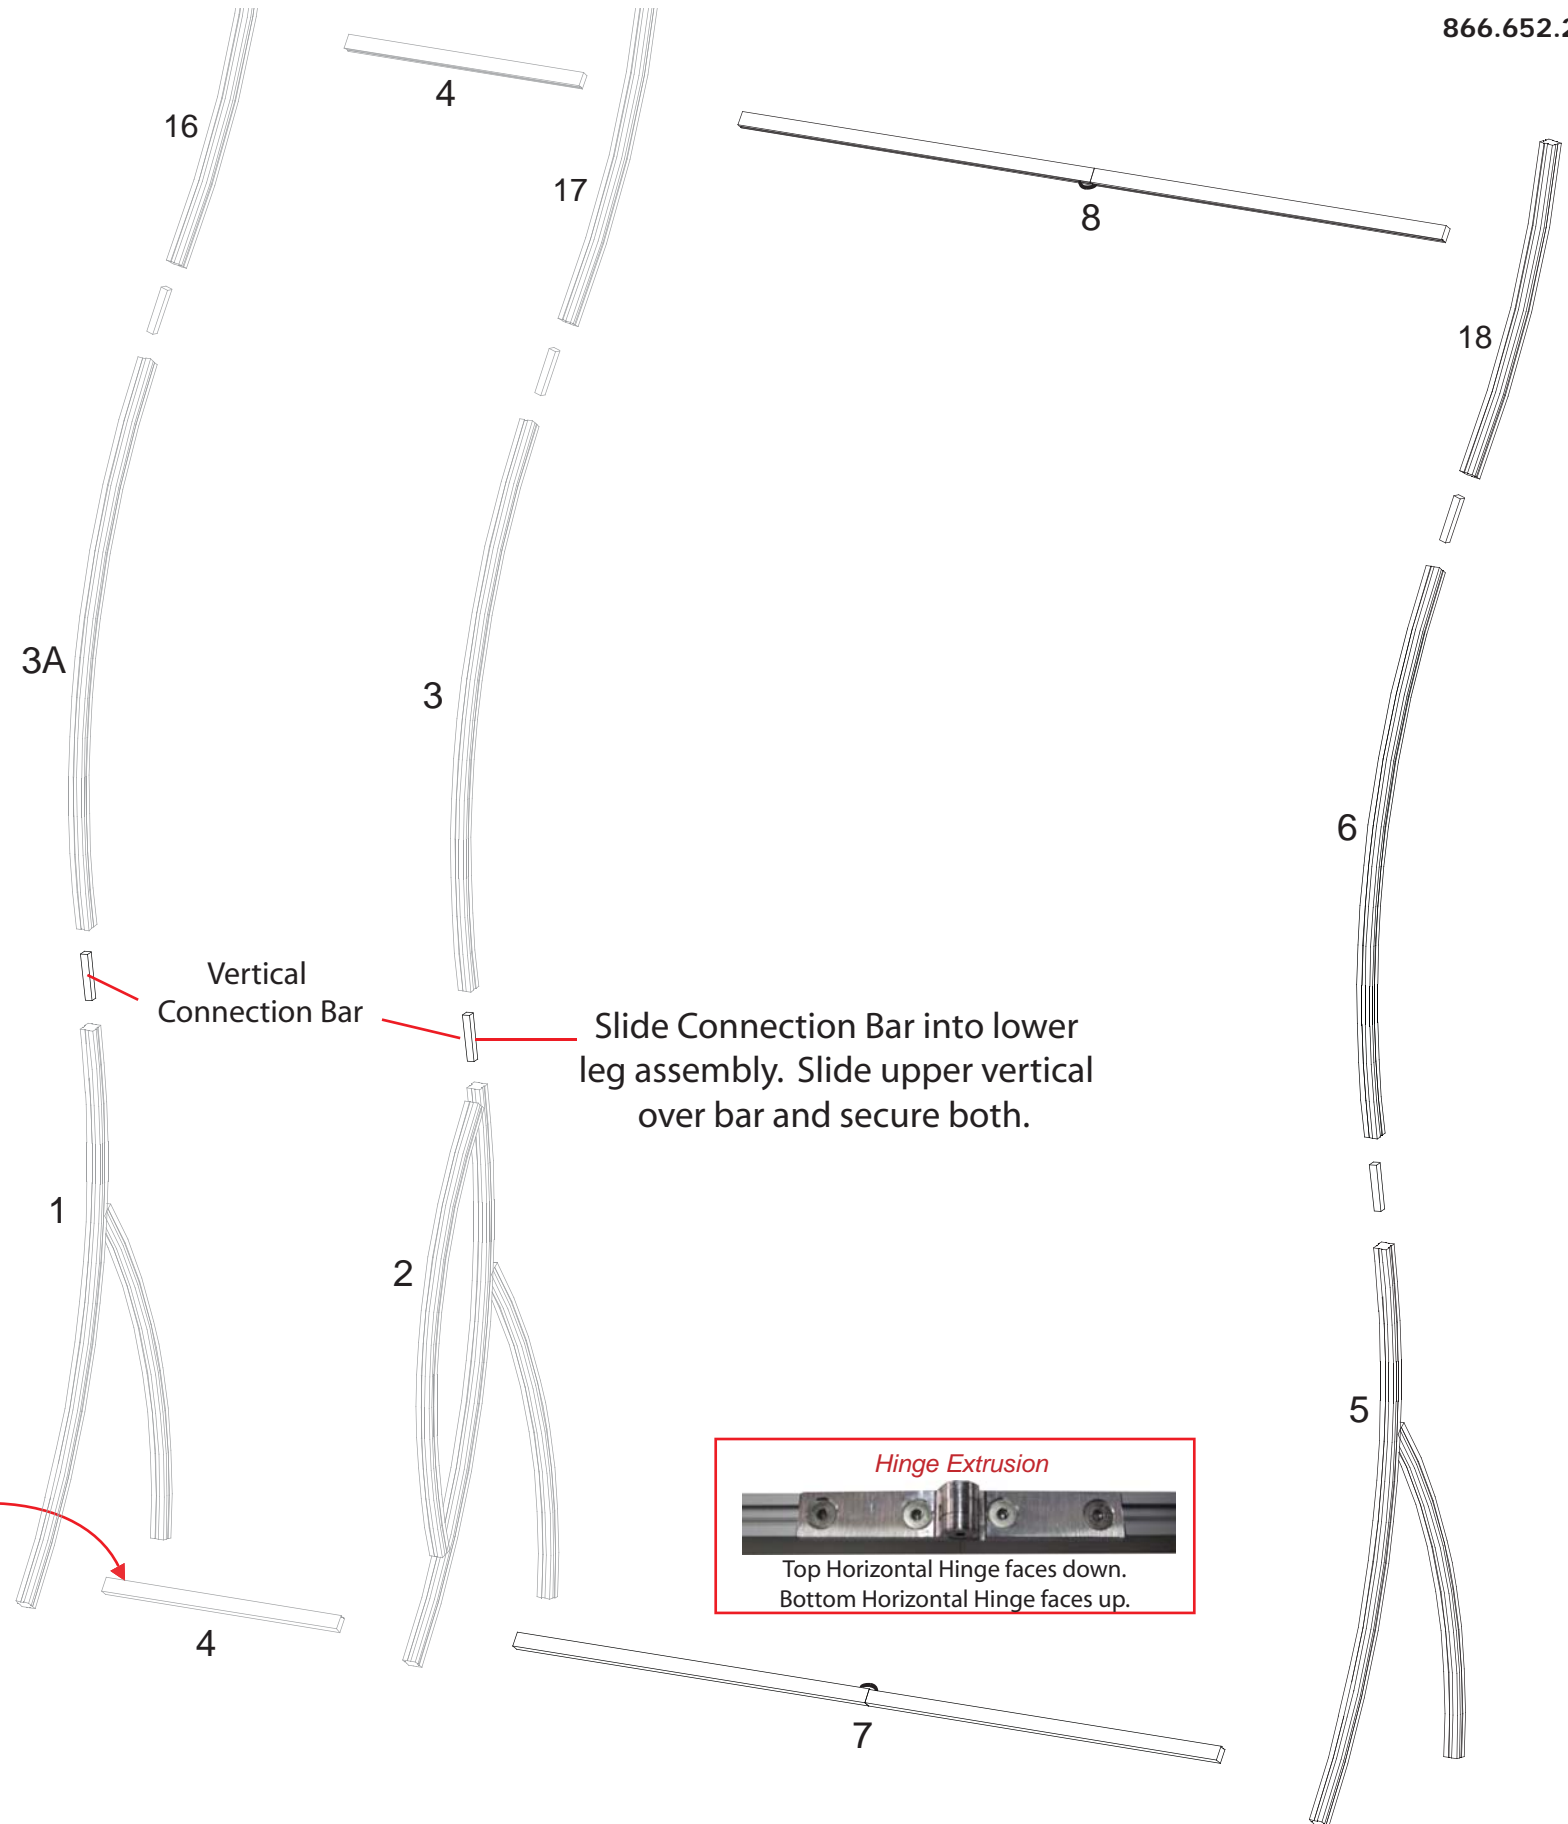 866.652.2
4
16
17
8
18
3A
3
6
Vertical
Connection Bar
Slide Connection Bar into lower
leg assembly. Slide upper vertical
over bar and secure both.
1
2
5
Hinge Extrusion
Top Horizontal Hinge faces down.
Bottom Horizontal Hinge faces up.
4
7